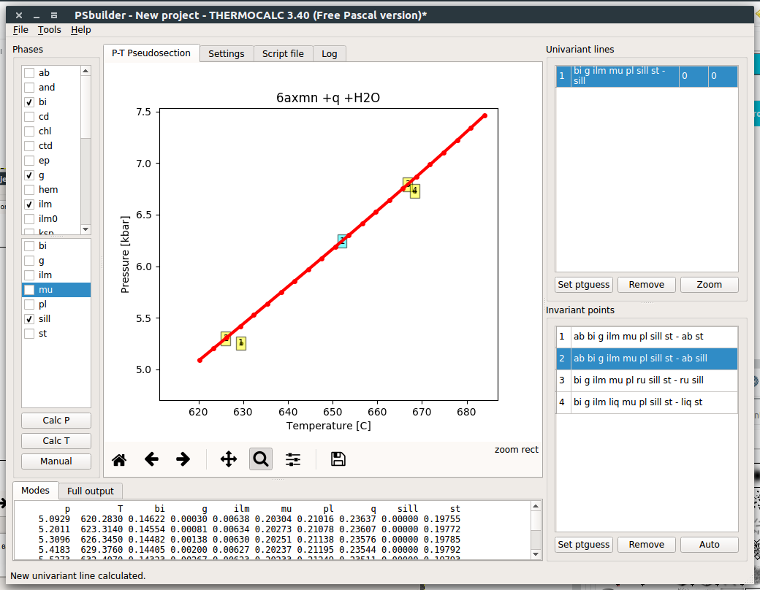 PSbuilder - New project - THERMOCALC 3.40 (Free Pascal version)*
File Tools Help
Phases
ab
and
bi
cd
chl
ctd
ep
g
hem
ilm
ilm0
ksp
bi
g
ilm
mu
pl
sill
st
Calc P
Calc T
Manual
P-T Pseudosection Settings Script file Log
6axmn +q +H2O
7.5
7.0
6.5
6.0
5.5
5.0
Pressure [kbar]
3
4
2
1
620 630 640 650 660 670 680
Temperature [C]
zoom rect
Univariant lines
1 bi g ilm mu pl sill st - sill 0 0
Set ptguess Remove Zoom
Invariant points
1 ab bi g ilm mu pl sill st - ab st
2 ab bi g ilm mu pl sill st - ab sill
3 bi g ilm mu pl ru sill st - ru sill
4 bi g ilm liq mu pl sill st - liq st
Set ptguess Remove Auto
Modes Full output
p T bi g ilm mu pl q sill st
5.0929 620.2830 0.14622 0.00030 0.00638 0.20304 0.21016 0.23637 0.00000 0.19755
5.2011 623.3140 0.14554 0.00081 0.00634 0.20273 0.21078 0.23607 0.00000 0.19772
5.3096 626.3450 0.14482 0.00138 0.00630 0.20251 0.21138 0.23576 0.00000 0.19785
5.4183 629.3760 0.14405 0.00200 0.00627 0.20237 0.21195 0.23544 0.00000 0.19792
New univariant line calculated.